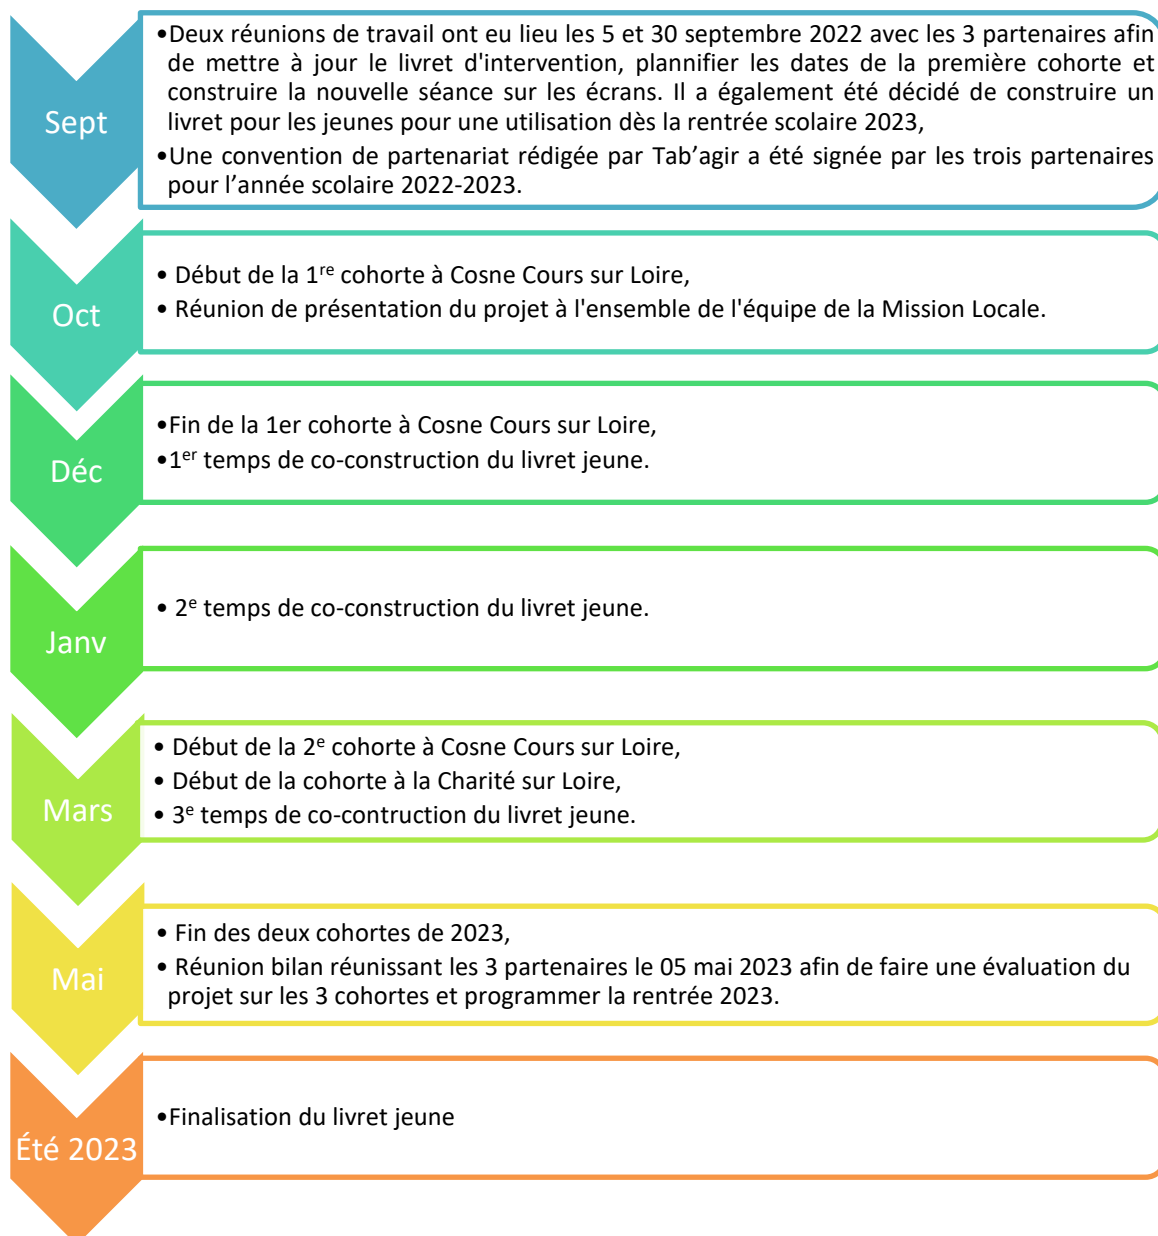 Sept
•Deux réunions de travail ont eu lieu les 5 et 30 septembre 2022 avec les 3 partenaires afin
de mettre à jour le livret d'intervention, plannifier les dates de la première cohorte et
construire la nouvelle séance sur les écrans. Il a également été décidé de construire un
livret pour les jeunes pour une utilisation dès la rentrée scolaire 2023,
•Une convention de partenariat rédigée par Tab’agir a été signée par les trois partenaires
pour l’année scolaire 2022-2023.
Oct
• Début de la 1re cohorte à Cosne Cours sur Loire,
• Réunion de présentation du projet à l'ensemble de l'équipe de la Mission Locale.
Déc
•Fin de la 1er cohorte à Cosne Cours sur Loire,
•1er temps de co-construction du livret jeune.
Janv
• 2e temps de co-construction du livret jeune.
Mars
• Début de la 2e cohorte à Cosne Cours sur Loire,
• Début de la cohorte à la Charité sur Loire,
• 3e temps de co-contruction du livret jeune.
Mai
• Fin des deux cohortes de 2023,
• Réunion bilan réunissant les 3 partenaires le 05 mai 2023 afin de faire une évaluation du
projet sur les 3 cohortes et programmer la rentrée 2023.
Été 2023
•Finalisation du livret jeune